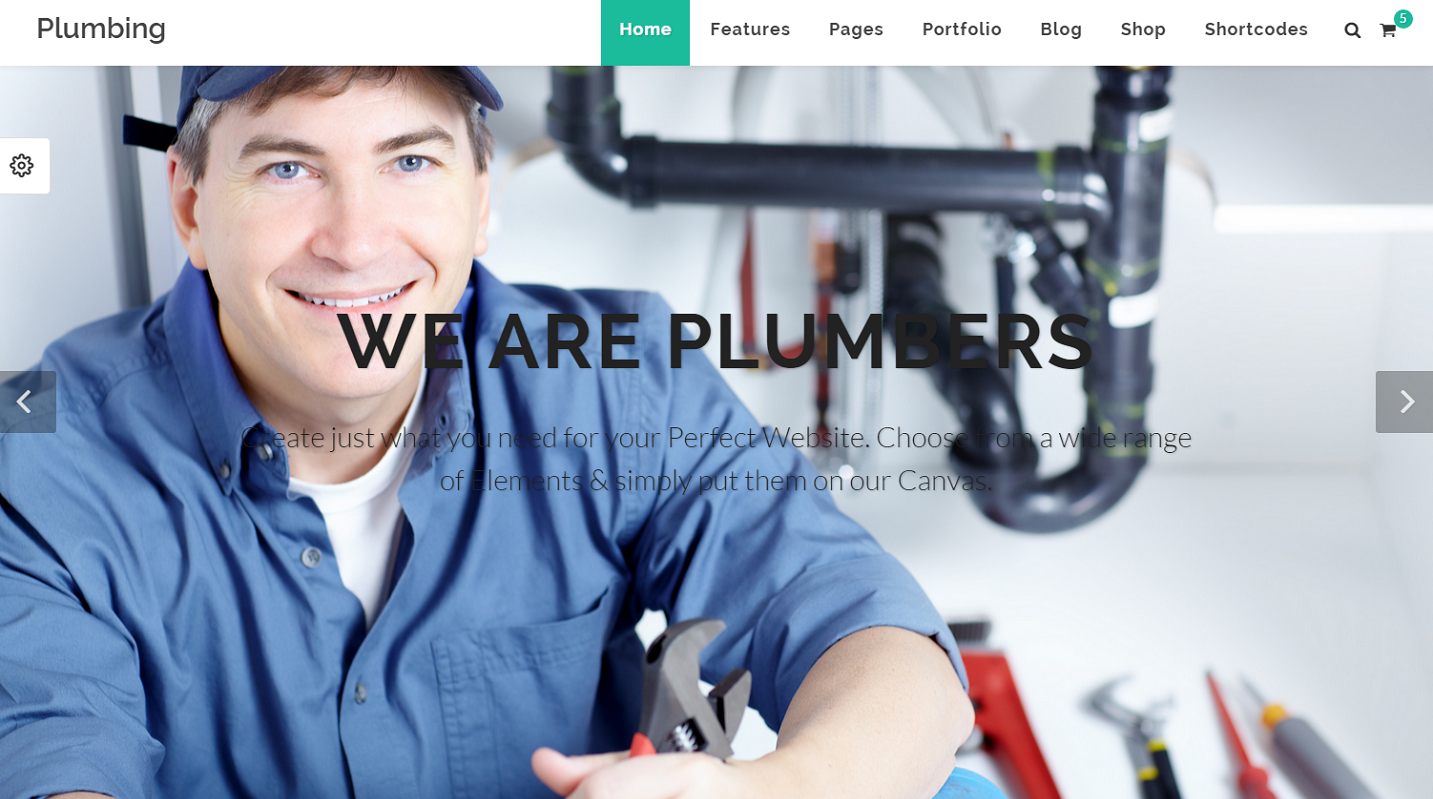 Plumbing
Home Features Pages Portfolio Blog Shop Shortcodes 5
WE ARE PLUMBERS
Create just what you need for your Perfect Website. Choose from a wide range
of Elements & simply put them on our Canvas.